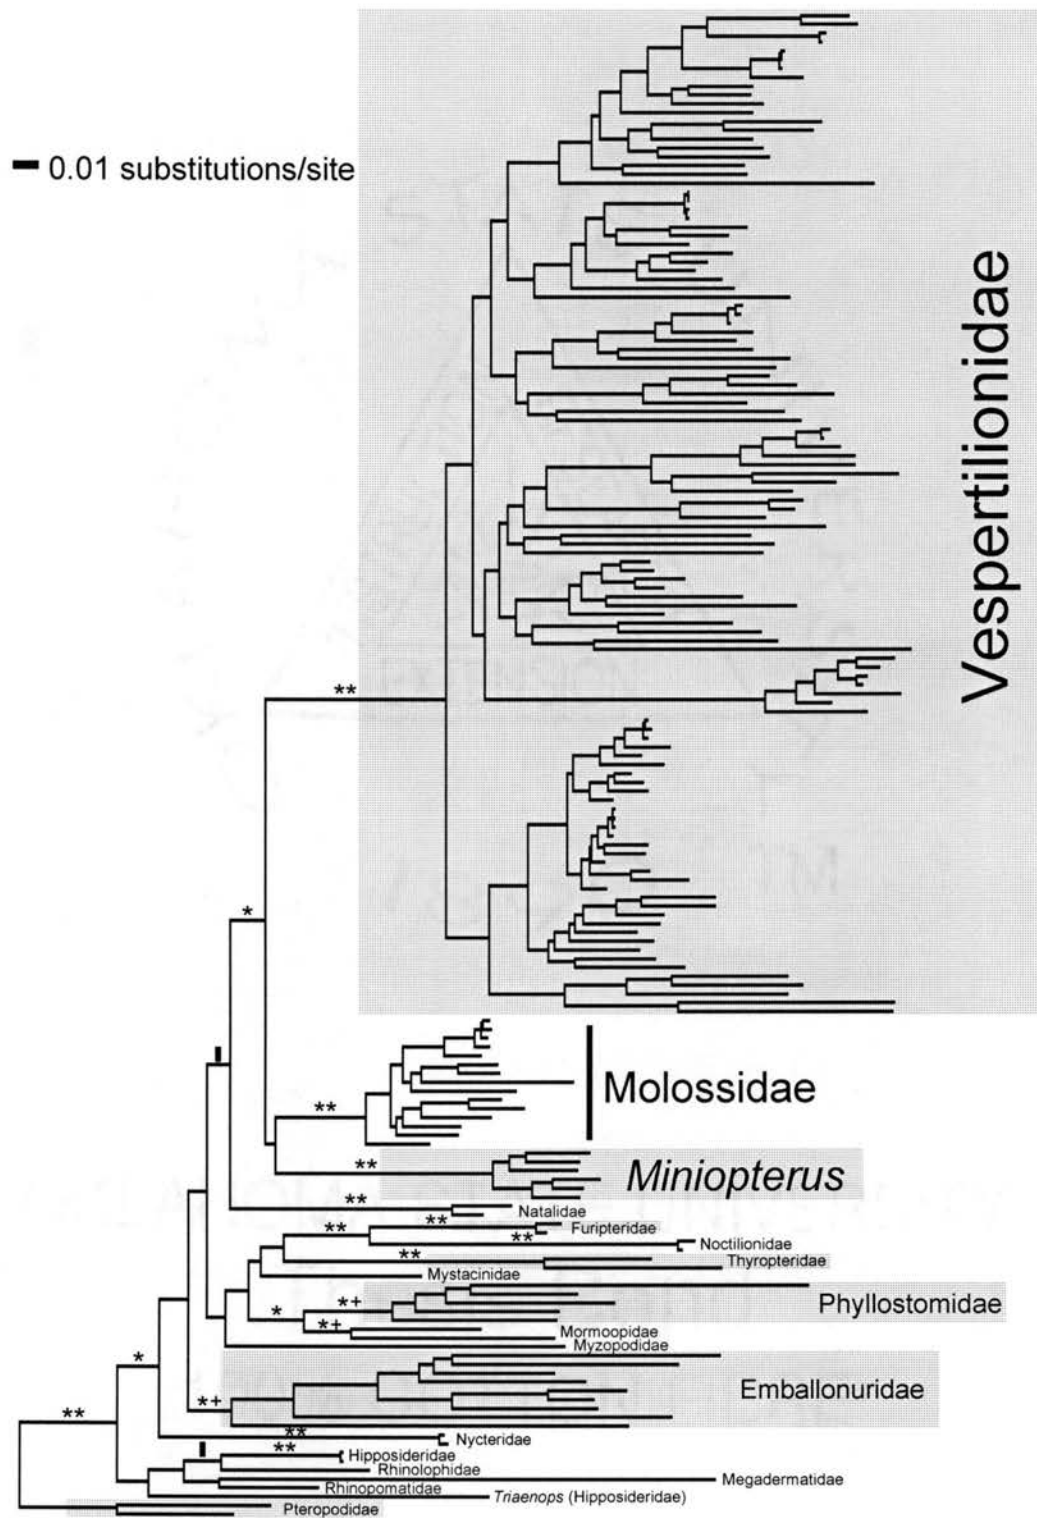 0.01 substitutions/site
Vespertilionidae
**
*
Molossidae
**
Miniopterus
**
Natalidae
**
Furipteridae
**
**
Noctilionidae
**
Thyropteridae
**
Mystacinidae
Phyllostomidae
*+
*
*+
Mormoopidae
Myzopodidae
*
Emballonuridae
*+
**
**
Nycteridae
**
Hipposideridae
Rhinolophidae
Megadermatidae
Rhinopomatidae
Triaenops (Hipposideridae)
Pteropodidae